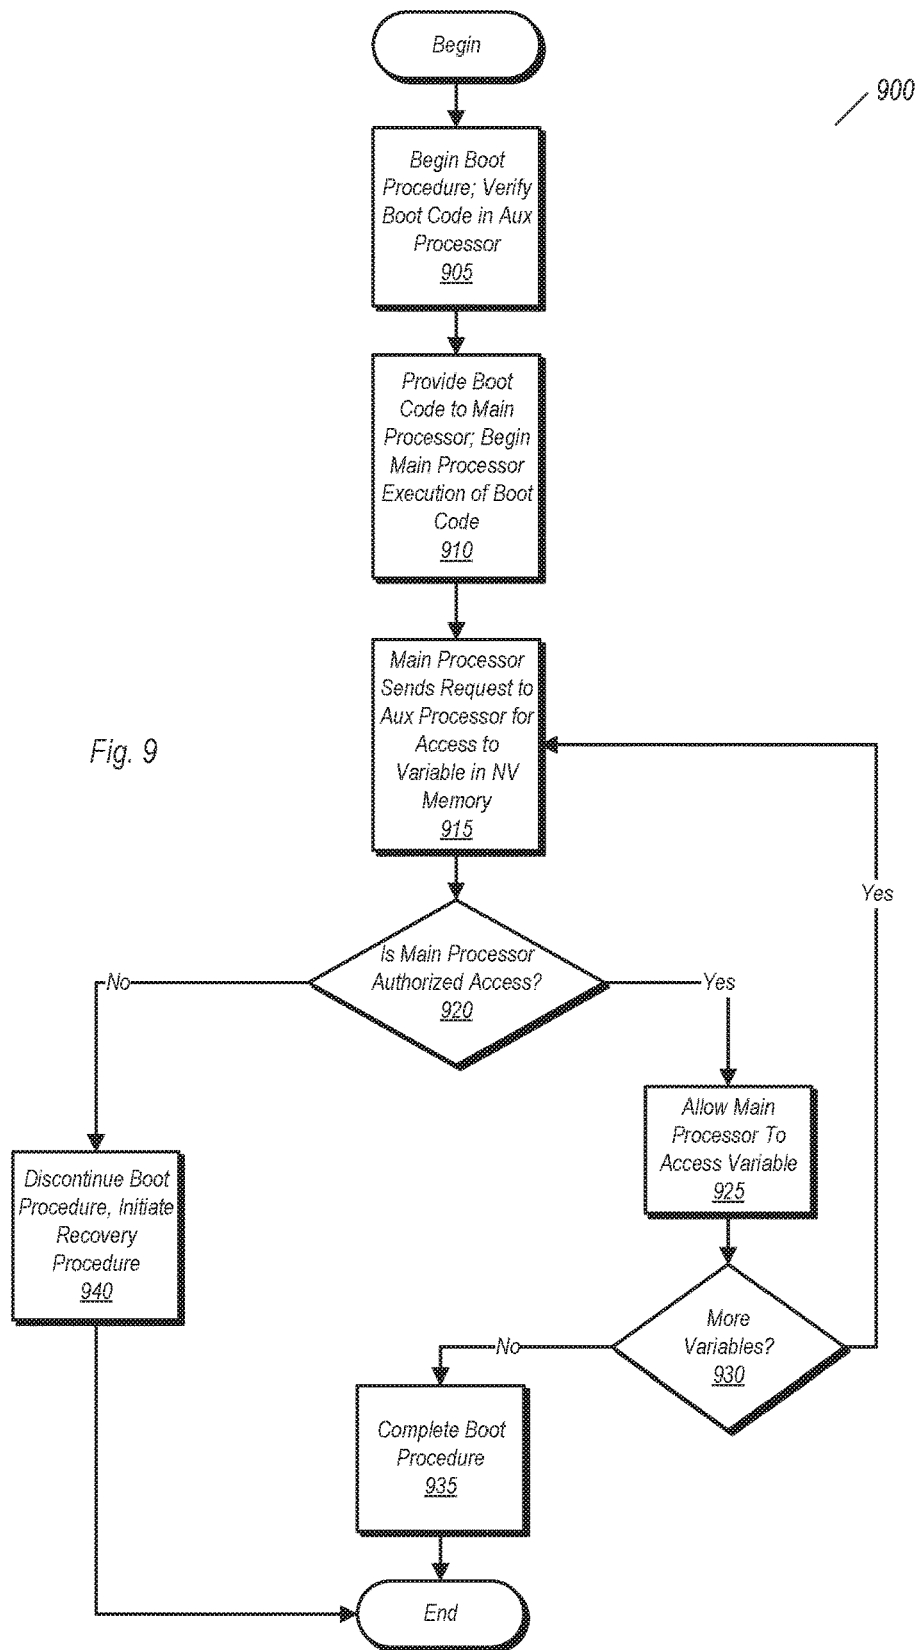 Begin
900
Begin Boot
Procedure; Verify
Boot Code in Aux
Processor
905
Provide Boot
Code to Main
Processor; Begin
Main Processor
Execution of Boot
Code
910
Main Processor
Sends Request to
Aux Processor for
Access to
Variable in NV
Memory
915
Fig. 9
Yes
Is Main Processor
Authorized Access?
920
No
Yes
Allow Main
Processor To
Access Variable
925
Discontinue Boot
Procedure, Initiate
Recovery
Procedure
940
More
Variables?
930
No
Complete Boot
Procedure
935
End